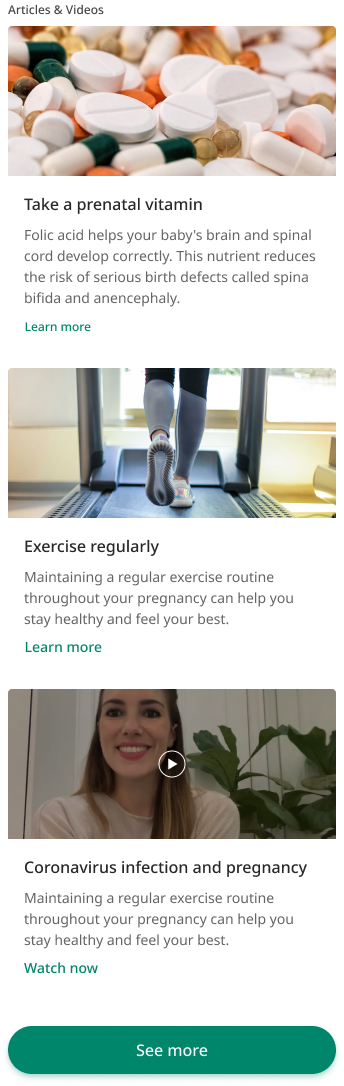 Articles & Videos
Take a prenatal vitamin
Folic acid helps your baby's brain and spinal
cord develop correctly. This nutrient reduces
the risk of serious birth defects called spina
bifida and anencephaly.
Learn more
Exercise regularly
Maintaining a regular exercise routine
throughout your pregnancy can help you
stay healthy and feel your best.
Learn more
Coronavirus infection and pregnancy
Maintaining a regular exercise routine
throughout your pregnancy can help you
stay healthy and feel your best.
Watch now
See more